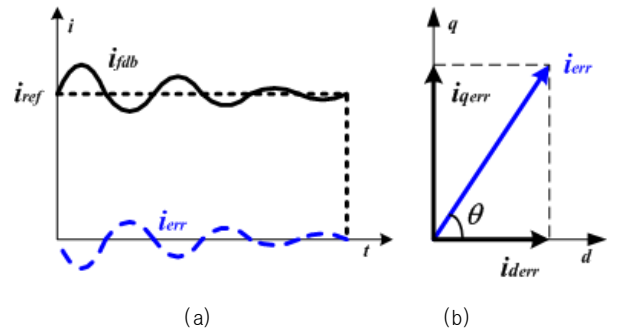 i
i_fdb
i_ref
i_err
t
(a)
q
i_qerr
i_err
θ
i_derr
d
(b)